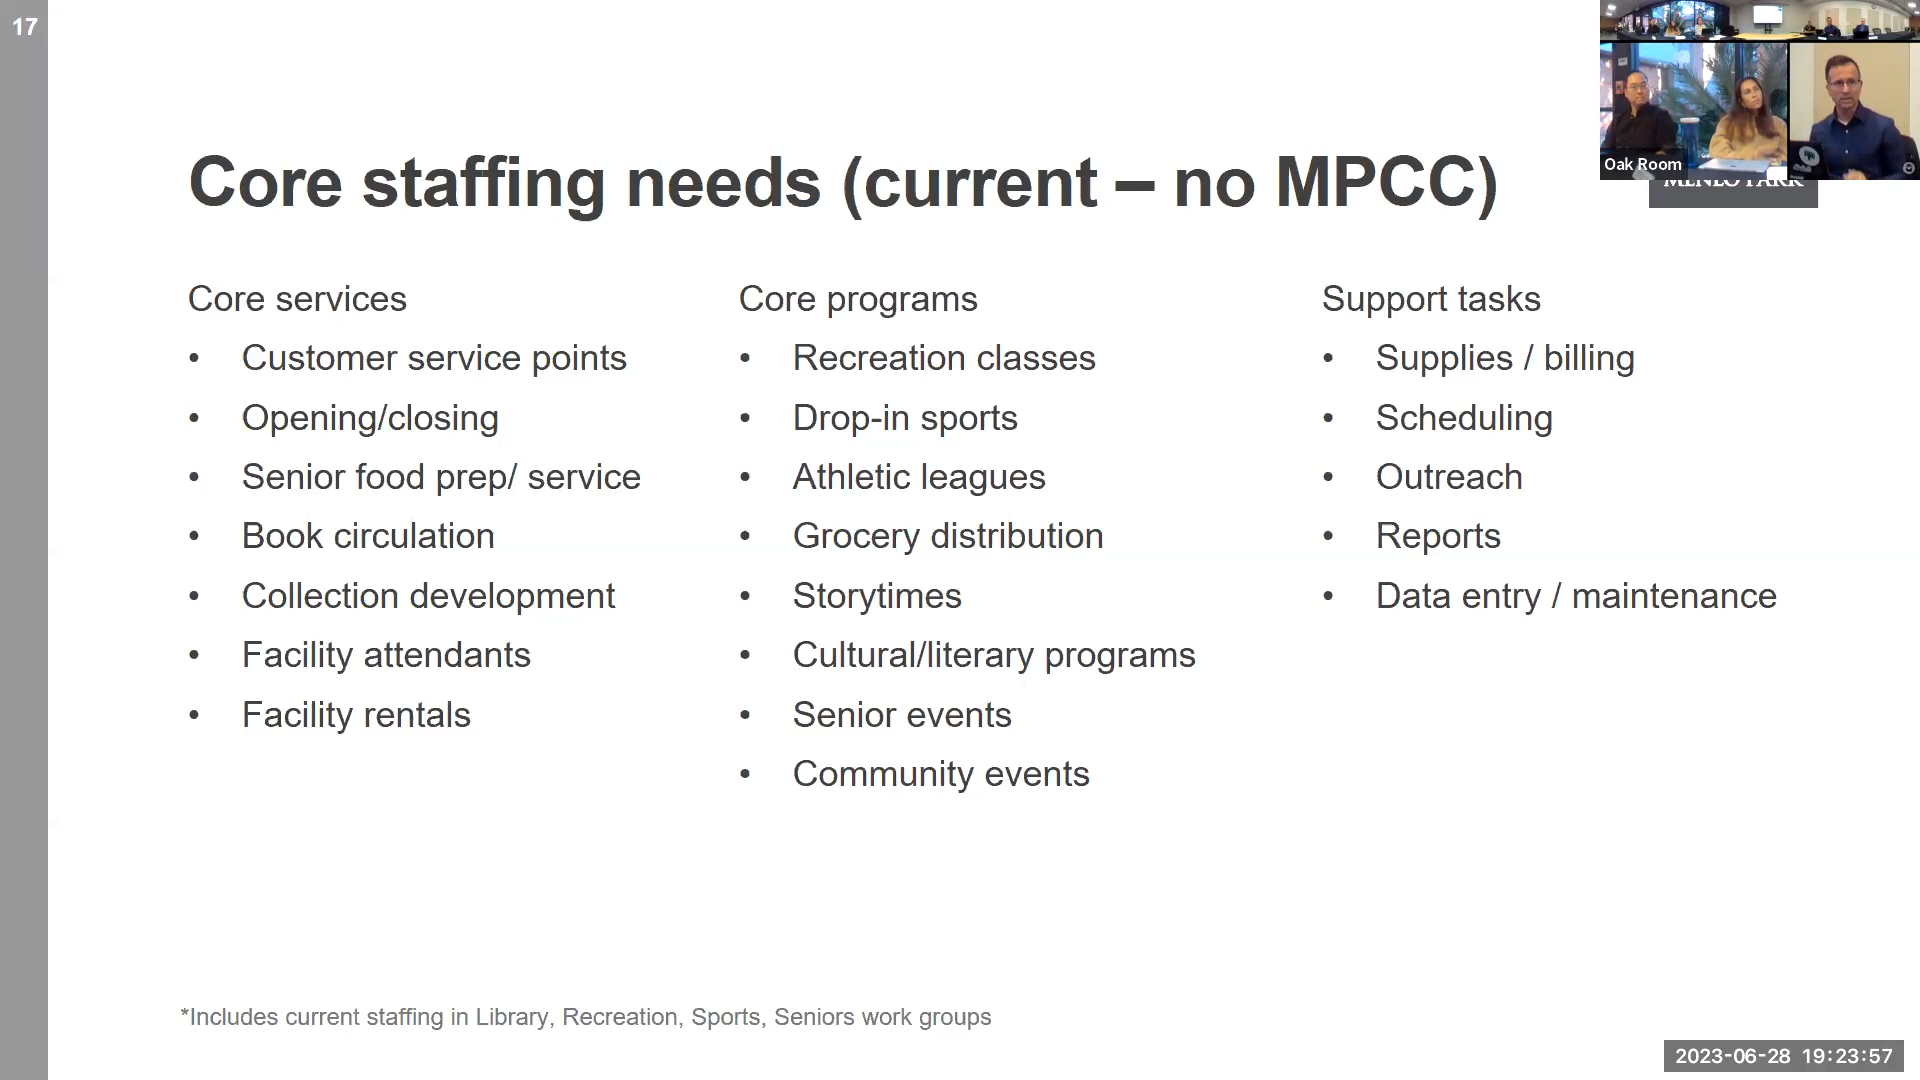 17
Core staffing needs (current – no MPCC)
Oak Room
MENLO PARK
Core services
• Customer service points
• Opening/closing
• Senior food prep/ service
• Book circulation
• Collection development
• Facility attendants
• Facility rentals
Core programs
• Recreation classes
• Drop-in sports
• Athletic leagues
• Grocery distribution
• Storytimes
• Cultural/literary programs
• Senior events
• Community events
Support tasks
• Supplies / billing
• Scheduling
• Outreach
• Reports
• Data entry / maintenance
*Includes current staffing in Library, Recreation, Sports, Seniors work groups
2023-06-28 19:23:57